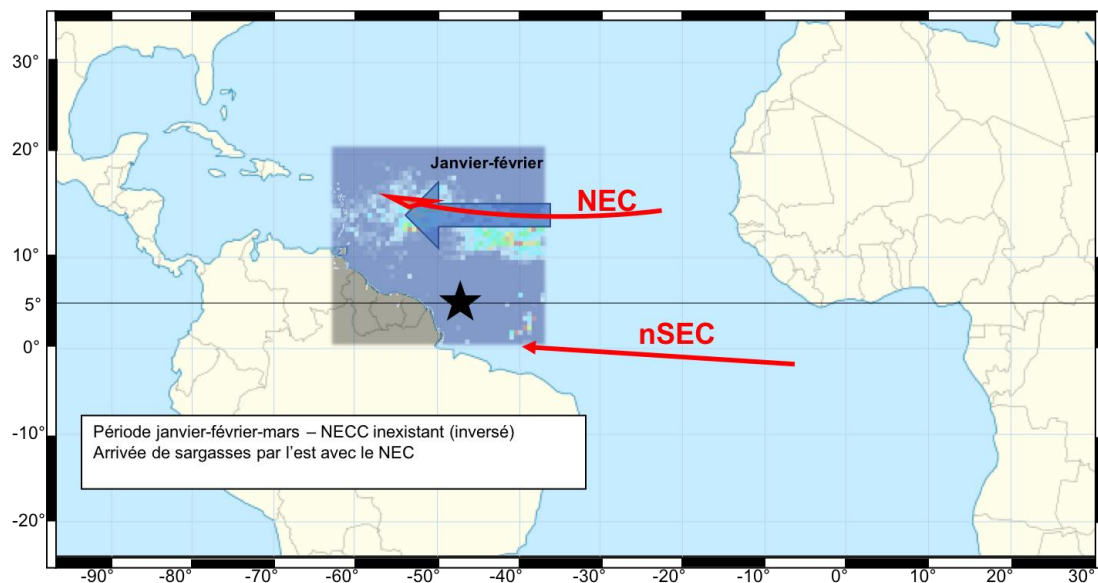 30°
20°
10°
5°
0°
-10°
-20°
Janvier-février
NEC
nSEC
Période janvier-février-mars – NECC inexistant (inversé)
Arrivée de sargasses par l'est avec le NEC
-90° -80° -70° -60° -50° -40° -30° -20° -10° 0° 10° 20° 30°